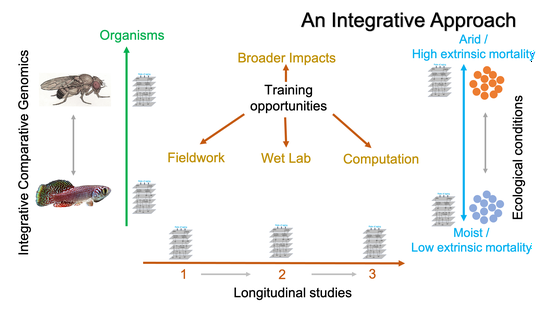 An Integrative Approach
Organisms
Integrative Comparative Genomics
Broader Impacts
Training
opportunities
Fieldwork
Wet Lab
Computation
Arid /
High extrinsic mortality
Ecological conditions
Moist /
Low extrinsic mortality
1
2
3
Longitudinal studies